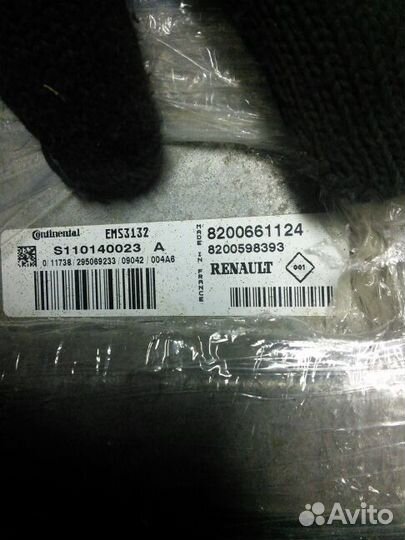 Continental EMS3132
S110140023 A
0 11738 / 295069233 / 09042 / 004A6
MADE IN FRANCE
8200661124
8200598393
RENAULT
001
Avito